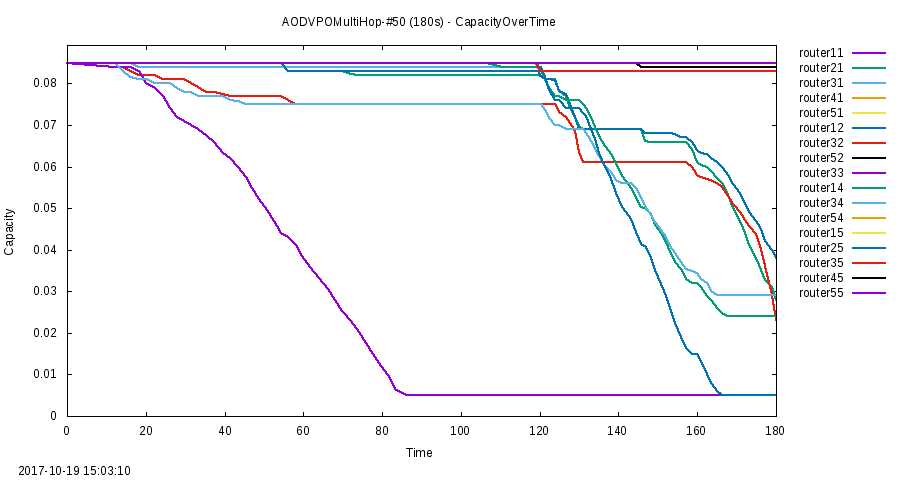 AODVPOMultiHop-#50 (180s) - CapacityOverTime
router11
router21
router31
router41
router51
router12
router32
router52
router33
router14
router34
router54
router15
router25
router35
router45
router55
Capacity
0.08
0.07
0.06
0.05
0.04
0.03
0.02
0.01
0
0 20 40 60 80 100 120 140 160 180
Time
2017-10-19 15:03:10